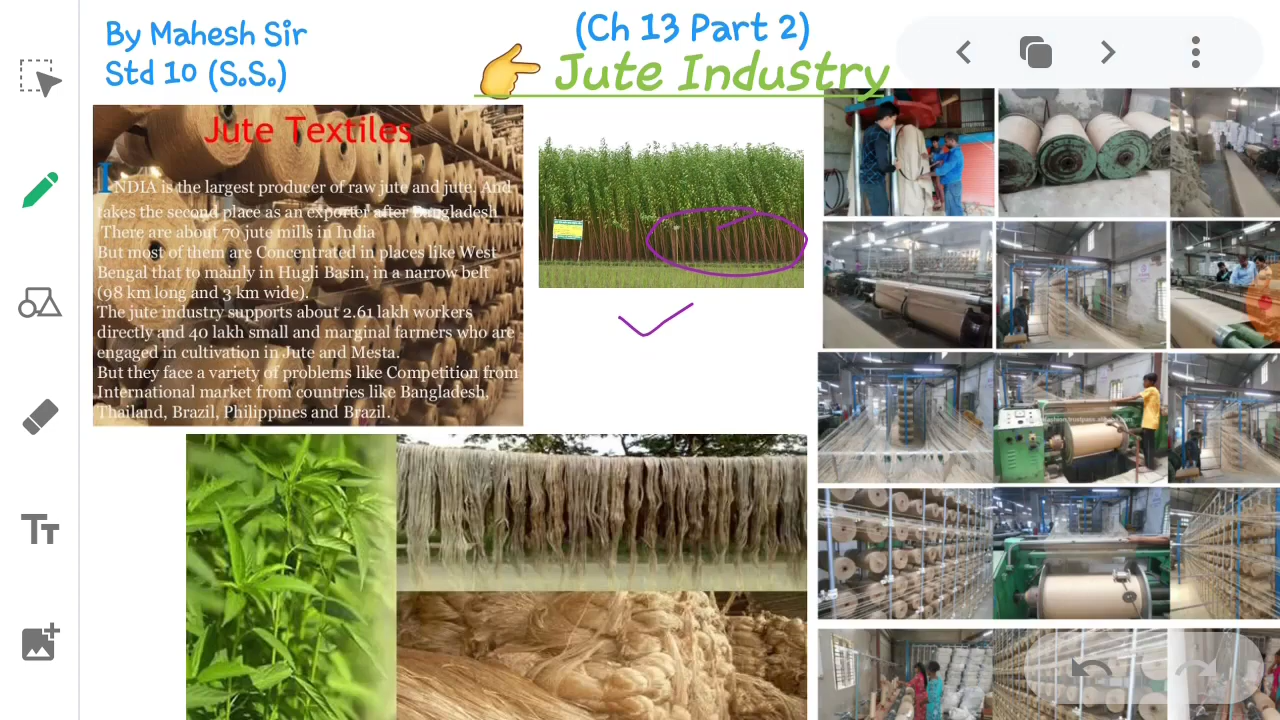 By Mahesh Sir
Std 10 (S.S.)
(Ch 13 Part 2)
Jute Industry
Jute Textiles
INDIA is the largest producer of raw jute and jute. And
takes the second place as an exporter after Bangladesh
There are about 70 jute mills in India
But most of them are Concentrated in places like West
Bengal that to mainly in Hugli Basin, in a narrow belt
(98 km long and 3 km wide).
The jute industry supports about 2.61 lakh workers
directly and 40 lakh small and marginal farmers who are
engaged in cultivation in Jute and Mesta.
But they face a variety of problems like Competition from
International market from countries like Bangladesh,
Thailand, Brazil, Philippines and Brazil.
Tт